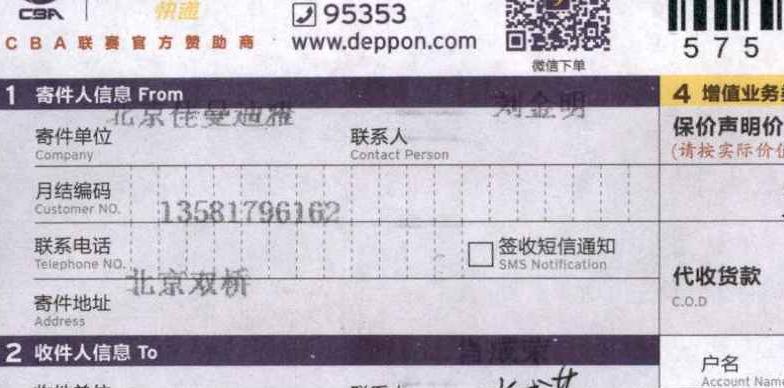 CBA 快递 95353
CBA联赛官方赞助商 www.deppon.com
微信下单
575
1 寄件人信息 From
4 增值业务
北京佳曼迪雅 刘金明
寄件单位 联系人
Company Contact Person
保价声明价
(请按实际价值
月结编码
Customer NO. 13581796162
联系电话 签收短信通知
Telephone NO. SMS Notification
北京双桥
寄件地址
Address
代收货款
C.O.D
2 收件人信息 To
户名
Account Name